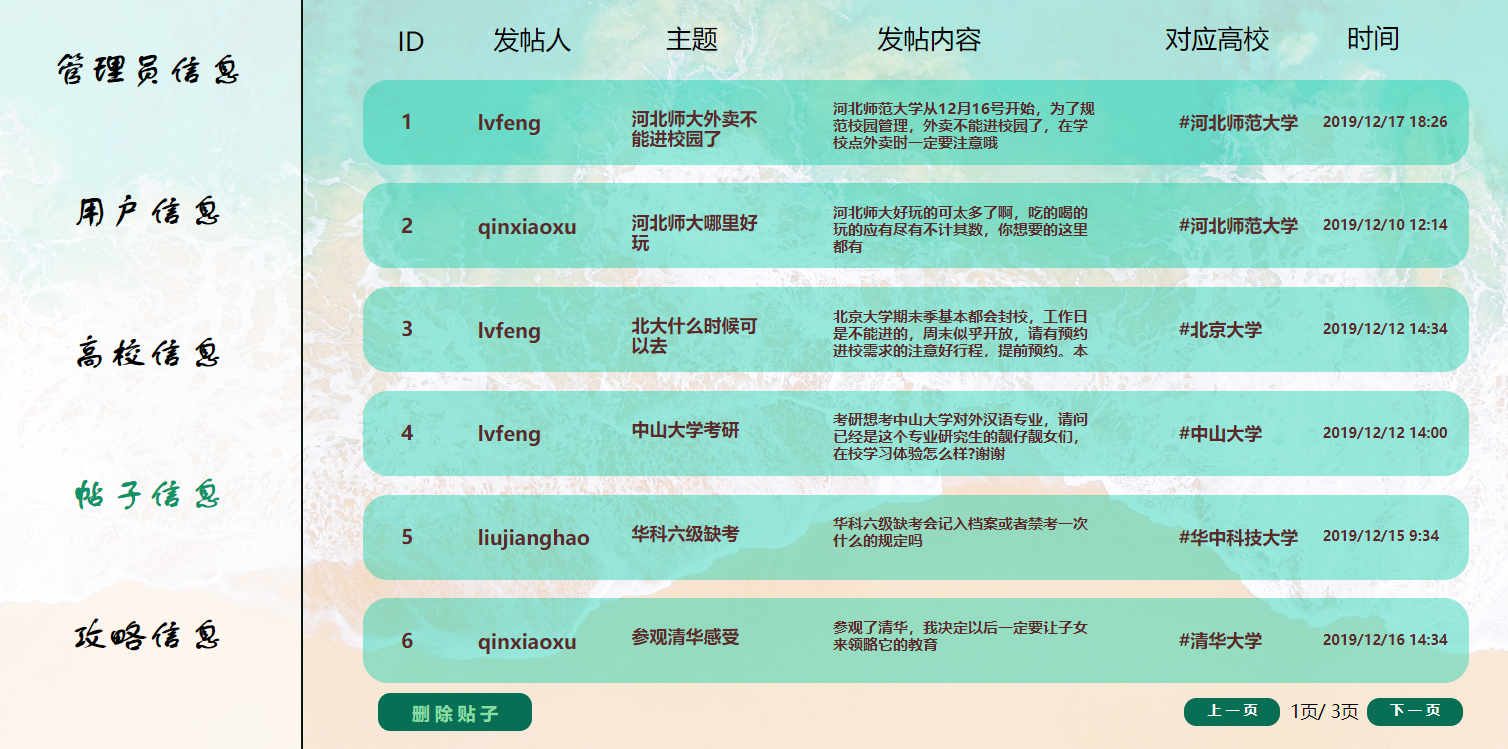 管理员信息
用户信息
高校信息
帖子信息
攻略信息
ID 发帖人 主题 发帖内容 对应高校 时间
1
lvfeng
河北师大外卖不
能进校园了
河北师范大学从12月16号开始，为了规
范校园管理，外卖不能进校园了，在学
校点外卖时一定要注意哦
#河北师范大学
2019/12/17 18:26
2
qinxiaoxu
河北师大哪里好
玩
河北师大好玩的可太多了啊，吃的喝的
玩的应有尽有不计其数，你想要的这里
都有
#河北师范大学
2019/12/10 12:14
3
lvfeng
北大什么时候可
以去
北京大学期末季基本都会封校，工作日
是不能进的，周末似乎开放，请有预约
进校需求的注意好行程，提前预约。本
#北京大学
2019/12/12 14:34
4
lvfeng
中山大学考研
考研想考中山大学对外汉语专业，请问
已经是这个专业研究生的靓仔靓女们，
在校学习体验怎么样?谢谢
#中山大学
2019/12/12 14:00
5
liujianghao
华科六级缺考
华科六级缺考会记入档案或者禁考一次
什么的规定吗
#华中科技大学
2019/12/15 9:34
6
qinxiaoxu
参观清华感受
参观了清华，我决定以后一定要让子女
来领略它的教育
#清华大学
2019/12/16 14:34
删除贴子
上一页 1页/ 3页 下一页